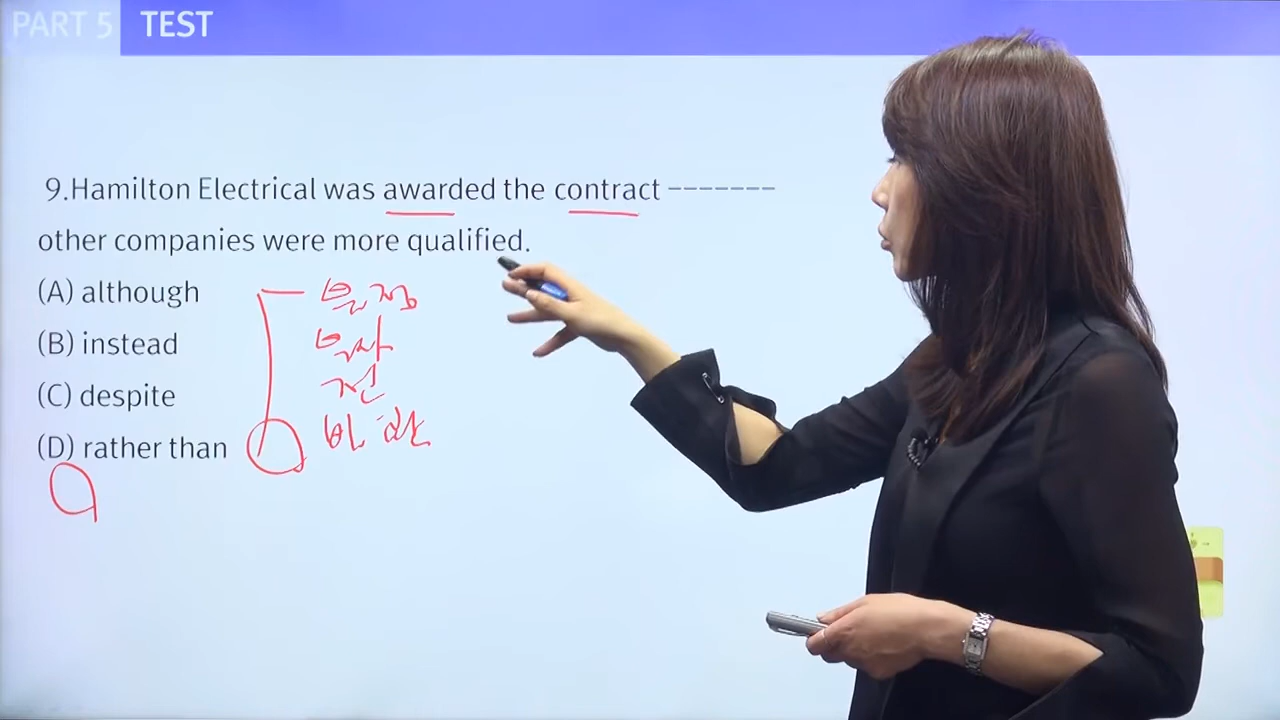 PART 5 TEST
9.Hamilton Electrical was awarded the contract -------
other companies were more qualified.
(A) although
(B) instead
(C) despite
(D) rather than